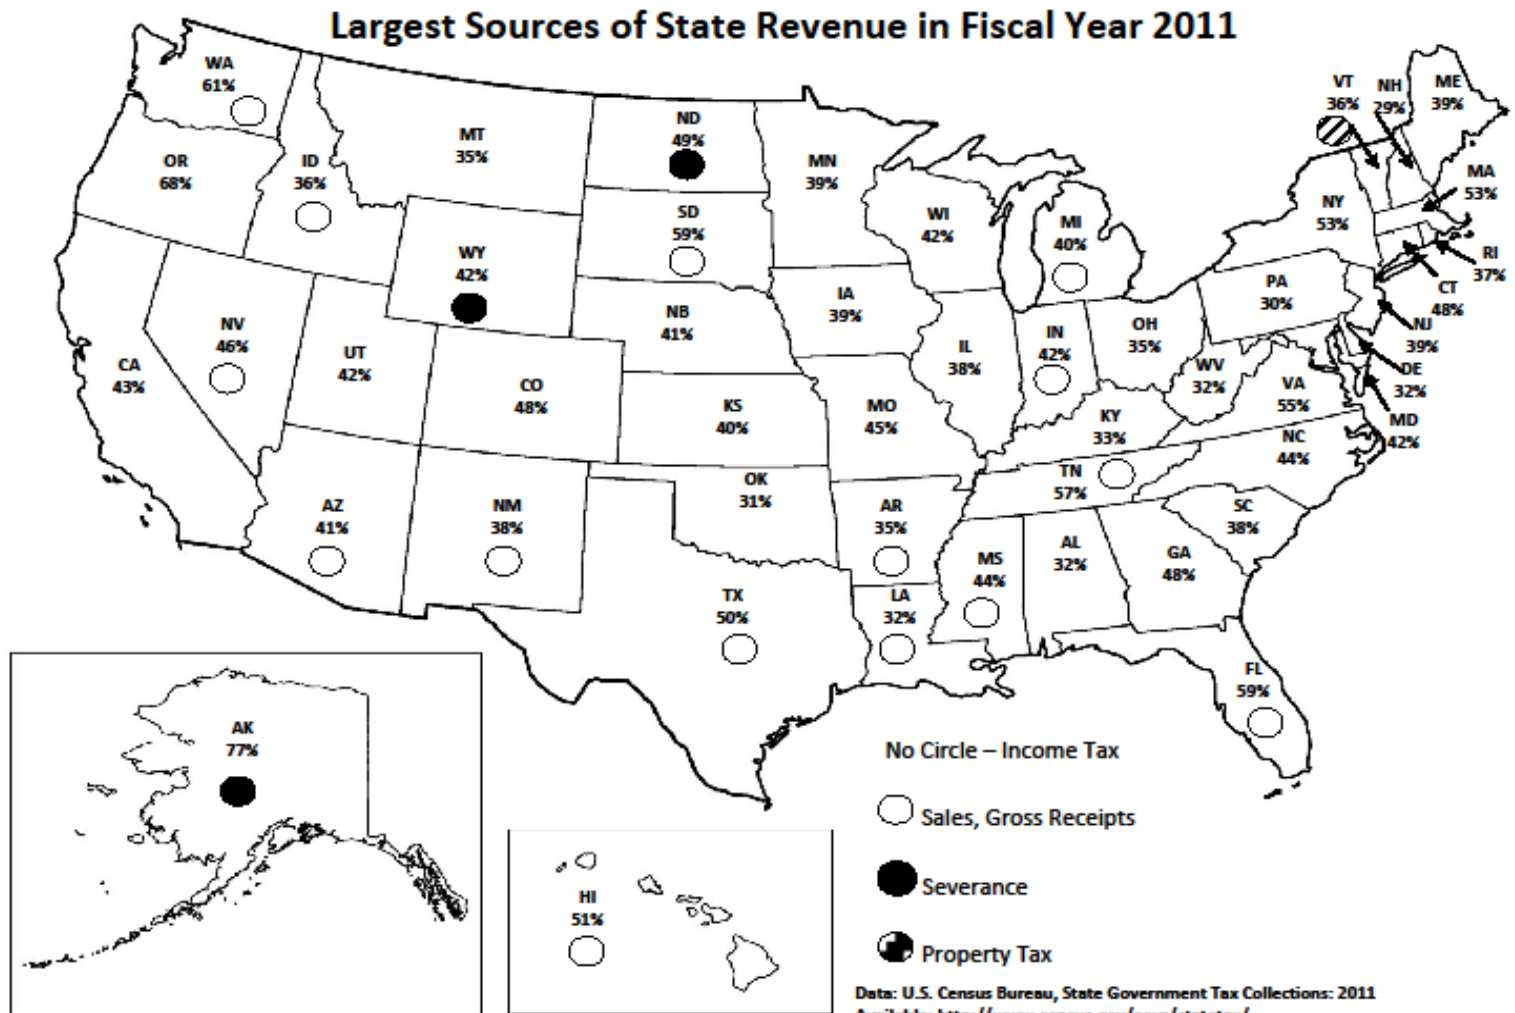 Largest Sources of State Revenue in Fiscal Year 2011
WA
61%
OR
68%
ID
36%
MT
35%
ND
49%
MN
39%
SD
59%
WY
42%
WI
42%
MI
40%
VT
36%
NH
29%
ME
39%
MA
53%
NY
53%
RI
37%
CT
48%
PA
30%
NJ
39%
DE
32%
MD
42%
NV
46%
CA
43%
UT
42%
CO
48%
NB
41%
IA
39%
IL
38%
IN
42%
OH
35%
WV
32%
VA
55%
KS
40%
MO
45%
KY
33%
NC
44%
TN
57%
AZ
41%
NM
38%
OK
31%
AR
35%
SC
38%
MS
44%
AL
32%
GA
48%
TX
50%
LA
32%
FL
59%
AK
77%
HI
51%
No Circle – Income Tax
Sales, Gross Receipts
Severance
Property Tax
Data: U.S. Census Bureau, State Government Tax Collections: 2011